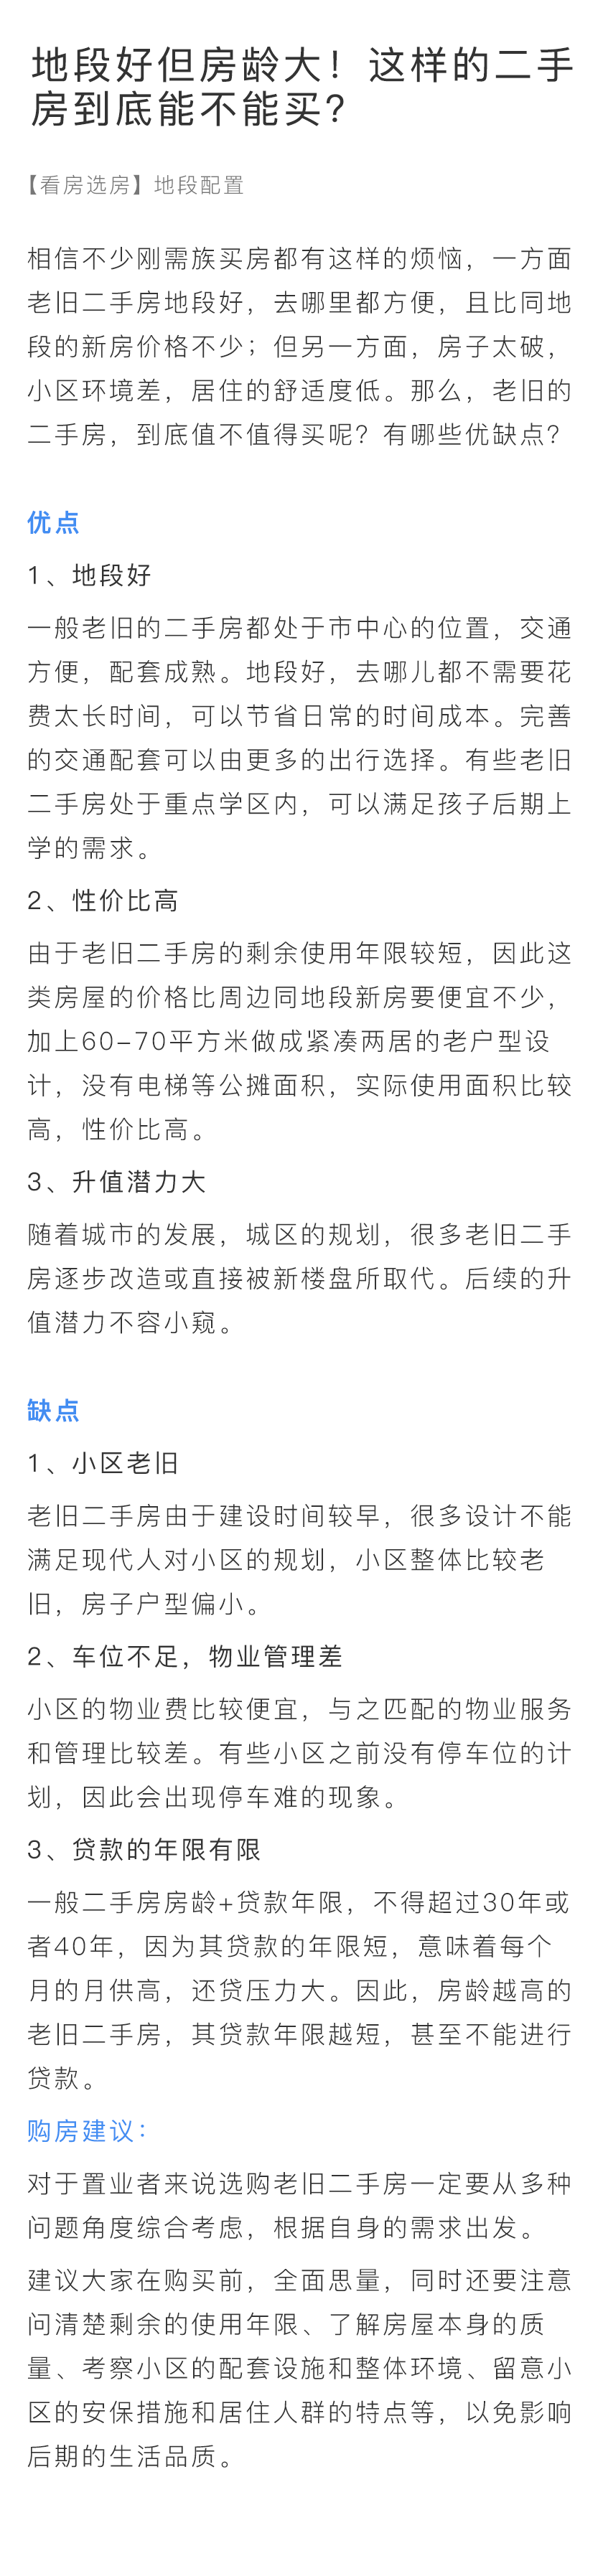 地段好但房龄大！这样的二手
房到底能不能买？
【看房选房】地段配置
相信不少刚需族买房都有这样的烦恼，一方面
老旧二手房地段好，去哪里都方便，且比同地
段的新房价格不少；但另一方面，房子太破，
小区环境差，居住的舒适度低。那么，老旧的
二手房，到底值不值得买呢？有哪些优缺点？
优点
1、地段好
一般老旧的二手房都处于市中心的位置，交通
方便，配套成熟。地段好，去哪儿都不需要花
费太长时间，可以节省日常的时间成本。完善
的交通配套可以由更多的出行选择。有些老旧
二手房处于重点学区内，可以满足孩子后期上
学的需求。
2、性价比高
由于老旧二手房的剩余使用年限较短，因此这
类房屋的价格比周边同地段新房要便宜不少，
加上60-70平方米做成紧凑两居的老户型设
计，没有电梯等公摊面积，实际使用面积比较
高，性价比高。
3、升值潜力大
随着城市的发展，城区的规划，很多老旧二手
房逐步改造或直接被新楼盘所取代。后续的升
值潜力不容小窥。
缺点
1、小区老旧
老旧二手房由于建设时间较早，很多设计不能
满足现代人对小区的规划，小区整体比较老
旧，房子户型偏小。
2、车位不足，物业管理差
小区的物业费比较便宜，与之匹配的物业服务
和管理比较差。有些小区之前没有停车位的计
划，因此会出现停车难的现象。
3、贷款的年限有限
一般二手房房龄+贷款年限，不得超过30年或
者40年，因为其贷款的年限短，意味着每个
月的月供高，还贷压力大。因此，房龄越高的
老旧二手房，其贷款年限越短，甚至不能进行
贷款。
购房建议：
对于置业者来说选购老旧二手房一定要从多种
问题角度综合考虑，根据自身的需求出发。
建议大家在购买前，全面思量，同时还要注意
问清楚剩余的使用年限、了解房屋本身的质
量、考察小区的配套设施和整体环境、留意小
区的安保措施和居住人群的特点等，以免影响
后期的生活品质。